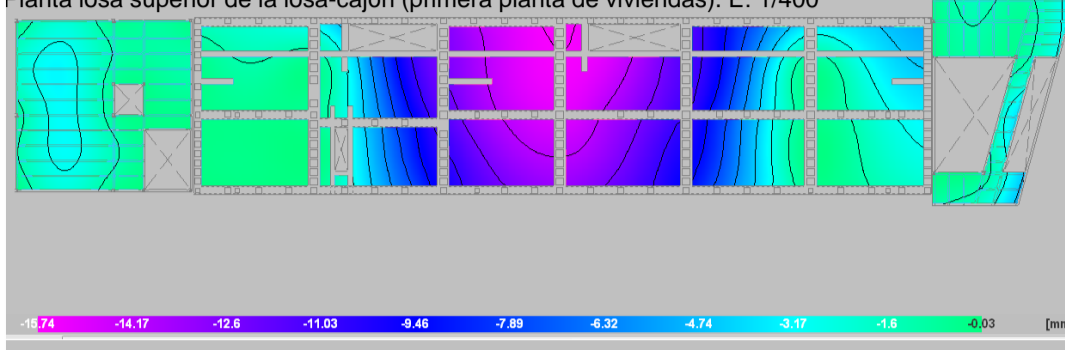 Planta losa superior de la losa-cajón (primera planta de viviendas). E: 1/400
-15.74 -14.17 -12.6 -11.03 -9.46 -7.89 -6.32 -4.74 -3.17 -1.6 -0.03 [mm